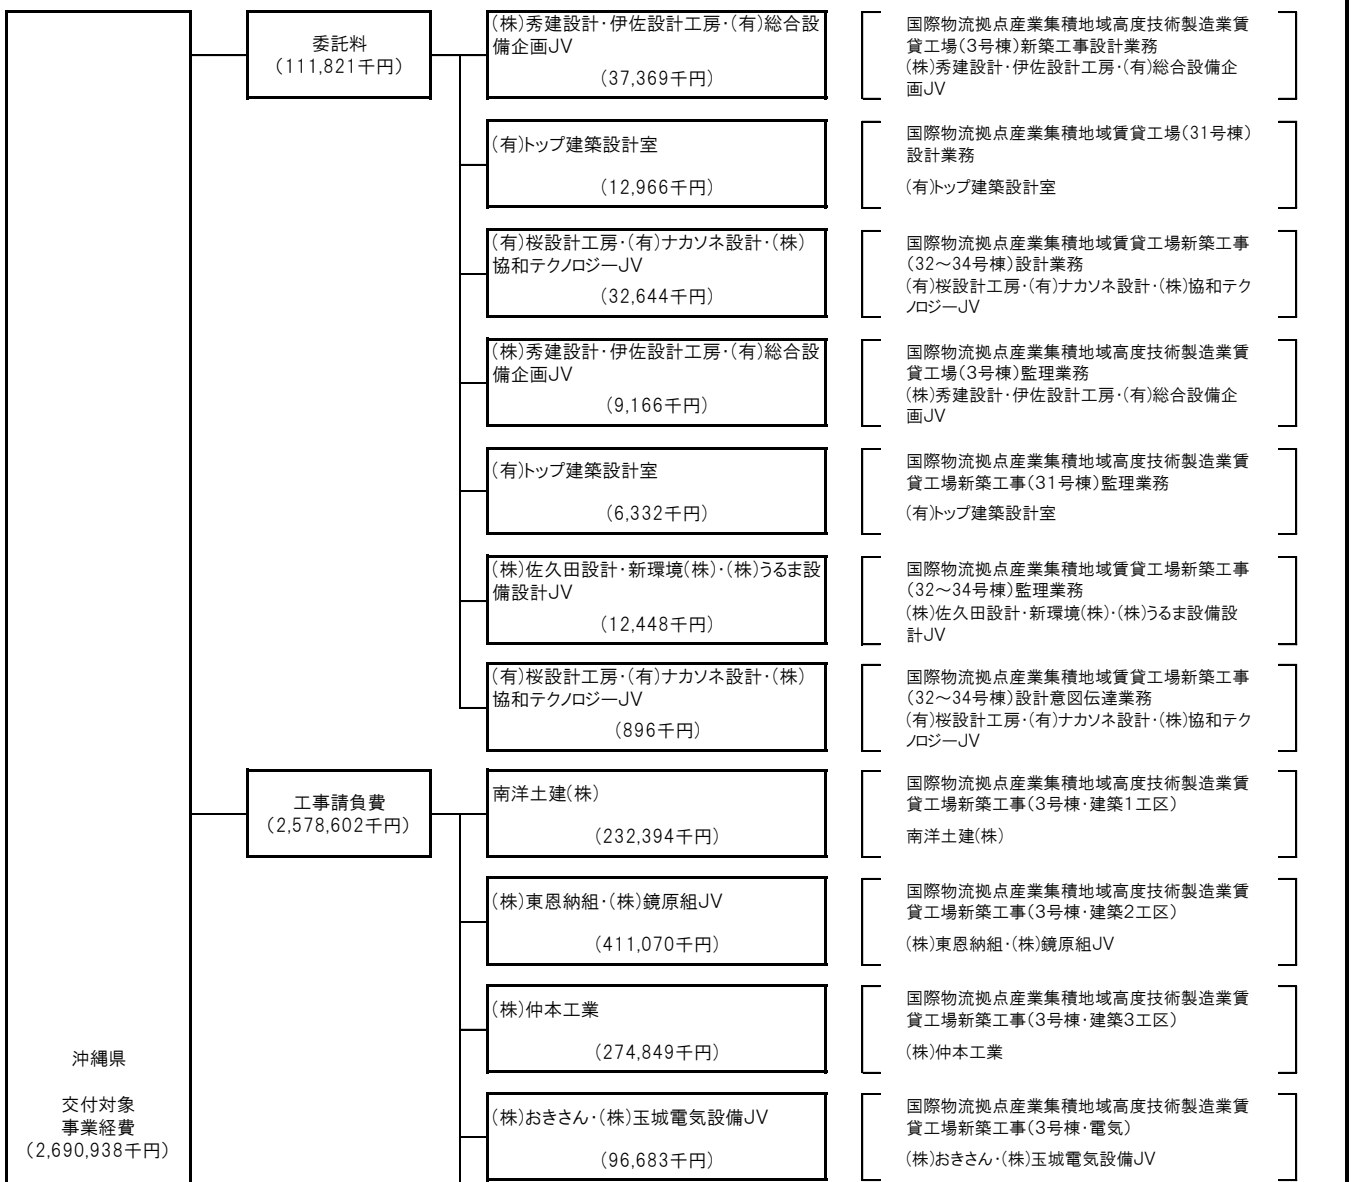 委託料
(111,821千円)
(株)秀建設計・伊佐設計工房・(有)総合設
備企画JV
(37,369千円)
国際物流拠点産業集積地域高度技術製造業賃
貸工場(3号棟)新築工事設計業務
(株)秀建設計・伊佐設計工房・(有)総合設備企
画JV
(有)トップ建築設計室
(12,966千円)
国際物流拠点産業集積地域賃貸工場(31号棟)
設計業務
(有)トップ建築設計室
(有)桜設計工房・(有)ナカソネ設計・(株)
協和テクノロジーJV
(32,644千円)
国際物流拠点産業集積地域賃貸工場新築工事
(32～34号棟)設計業務
(有)桜設計工房・(有)ナカソネ設計・(株)協和テク
ノロジーJV
(株)秀建設計・伊佐設計工房・(有)総合設
備企画JV
(9,166千円)
国際物流拠点産業集積地域高度技術製造業賃
貸工場(3号棟)監理業務
(株)秀建設計・伊佐設計工房・(有)総合設備企
画JV
(有)トップ建築設計室
(6,332千円)
国際物流拠点産業集積地域高度技術製造業賃
貸工場新築工事(31号棟)監理業務
(有)トップ建築設計室
(株)佐久田設計・新環境(株)・(株)うるま設
備設計JV
(12,448千円)
国際物流拠点産業集積地域賃貸工場新築工事
(32～34号棟)監理業務
(株)佐久田設計・新環境(株)・(株)うるま設備設
計JV
(有)桜設計工房・(有)ナカソネ設計・(株)
協和テクノロジーJV
(896千円)
国際物流拠点産業集積地域賃貸工場新築工事
(32～34号棟)設計意図伝達業務
(有)桜設計工房・(有)ナカソネ設計・(株)協和テク
ノロジーJV
工事請負費
(2,578,602千円)
南洋土建(株)
(232,394千円)
国際物流拠点産業集積地域高度技術製造業賃
貸工場新築工事(3号棟・建築1工区)
南洋土建(株)
(株)東恩納組・(株)鏡原組JV
(411,070千円)
国際物流拠点産業集積地域高度技術製造業賃
貸工場新築工事(3号棟・建築2工区)
(株)東恩納組・(株)鏡原組JV
(株)仲本工業
(274,849千円)
国際物流拠点産業集積地域高度技術製造業賃
貸工場新築工事(3号棟・建築3工区)
(株)仲本工業
沖縄県
交付対象
事業経費
(2,690,938千円)
(株)おきさん・(株)玉城電気設備JV
(96,683千円)
国際物流拠点産業集積地域高度技術製造業賃
貸工場新築工事(3号棟・電気)
(株)おきさん・(株)玉城電気設備JV